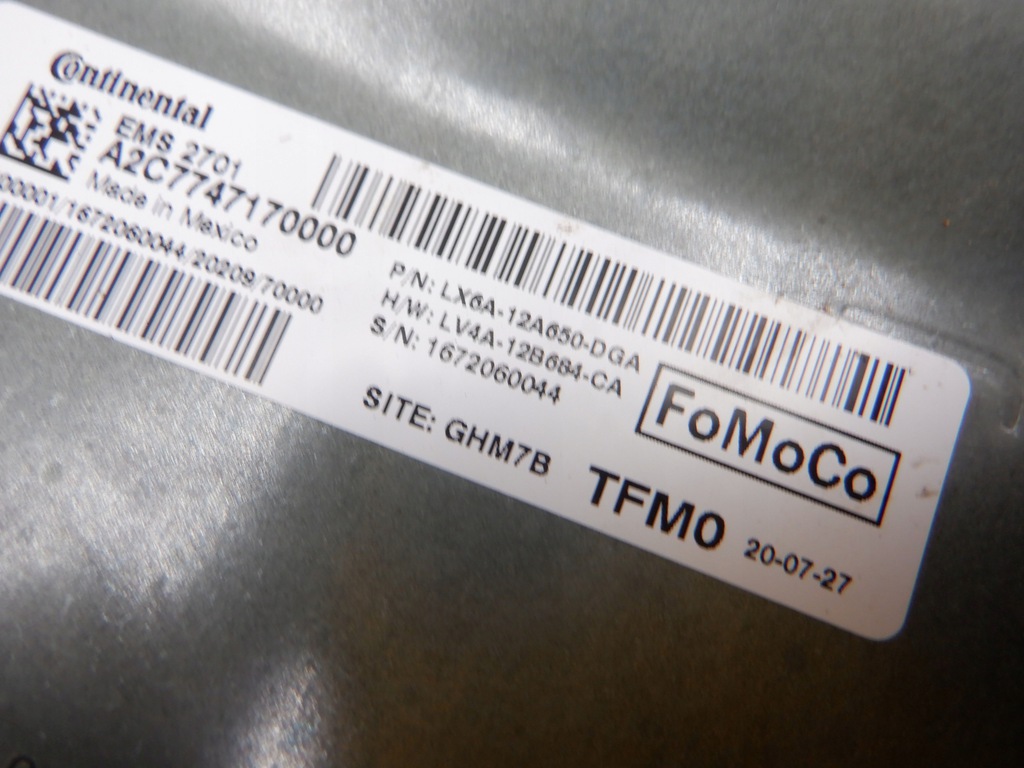 Continental
EMS 2701
A2C7747170000
Made in Mexico
00001/1672060044/20209/70000
P/N: LX6A-12A650-DGA
H/W: LV4A-12B684-CA
S/N: 1672060044
SITE: GHM7B
FoMoCo
TFM0
20-07-27